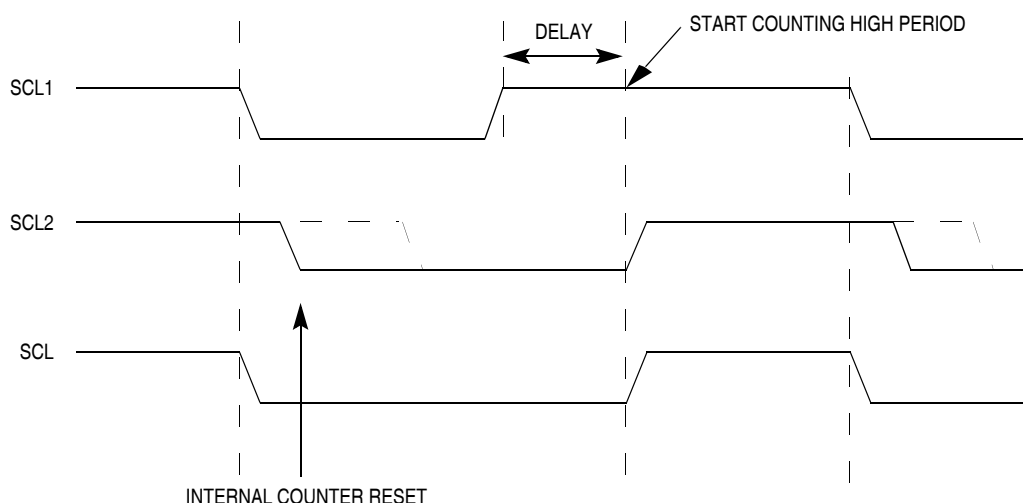 DELAY
START COUNTING HIGH PERIOD
SCL1
SCL2
SCL
INTERNAL COUNTER RESET